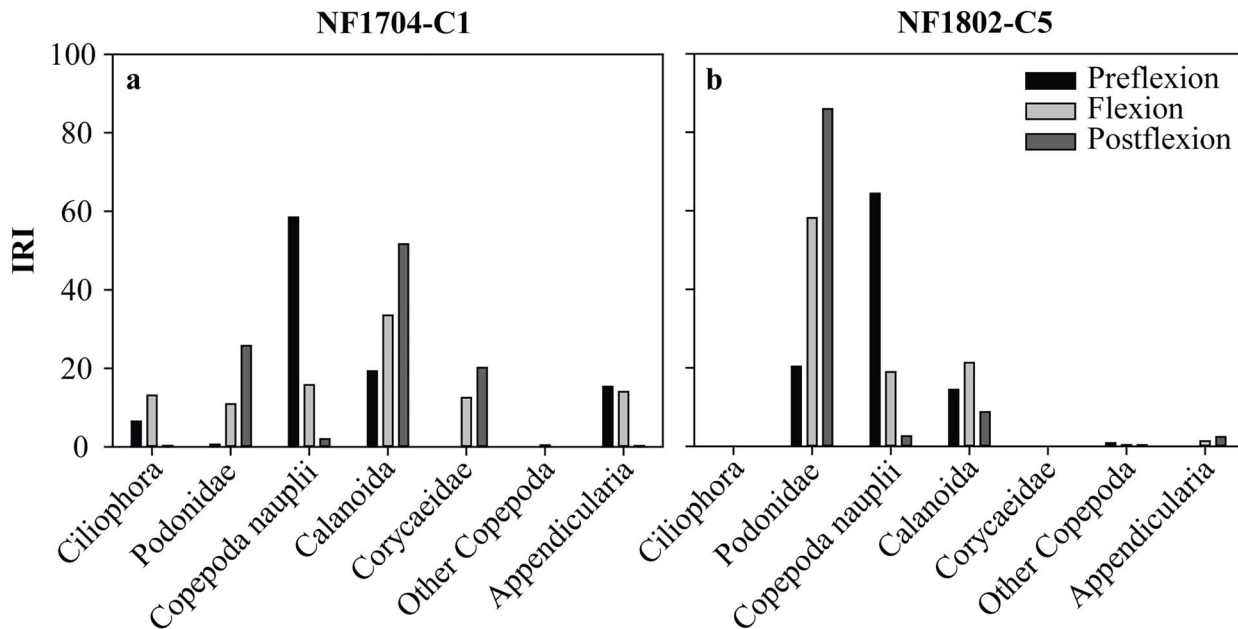 NF1704-C1
NF1802-C5
100
80
60
40
20
0
IRI
a
b
Preflexion
Flexion
Postflexion
Ciliophora
Podonidae
Copepoda nauplii
Calanoida
Corycaeidae
Other Copepoda
Appendicularia
Ciliophora
Podonidae
Copepoda nauplii
Calanoida
Corycaeidae
Other Copepoda
Appendicularia